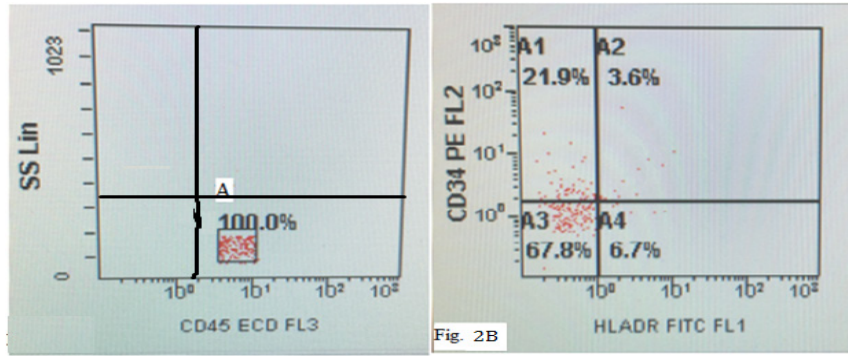 1023
SS Lin
0
A
100.0%
10⁰ 10¹ 10² 10³
CD45 ECD FL3
10³
10²
10¹
10⁰
CD34 PE FL2
A1 A2
21.9% 3.6%
A3 A4
67.8% 6.7%
10⁰ 10¹ 10² 10³
HLADR FITC FL1
Fig. 2B